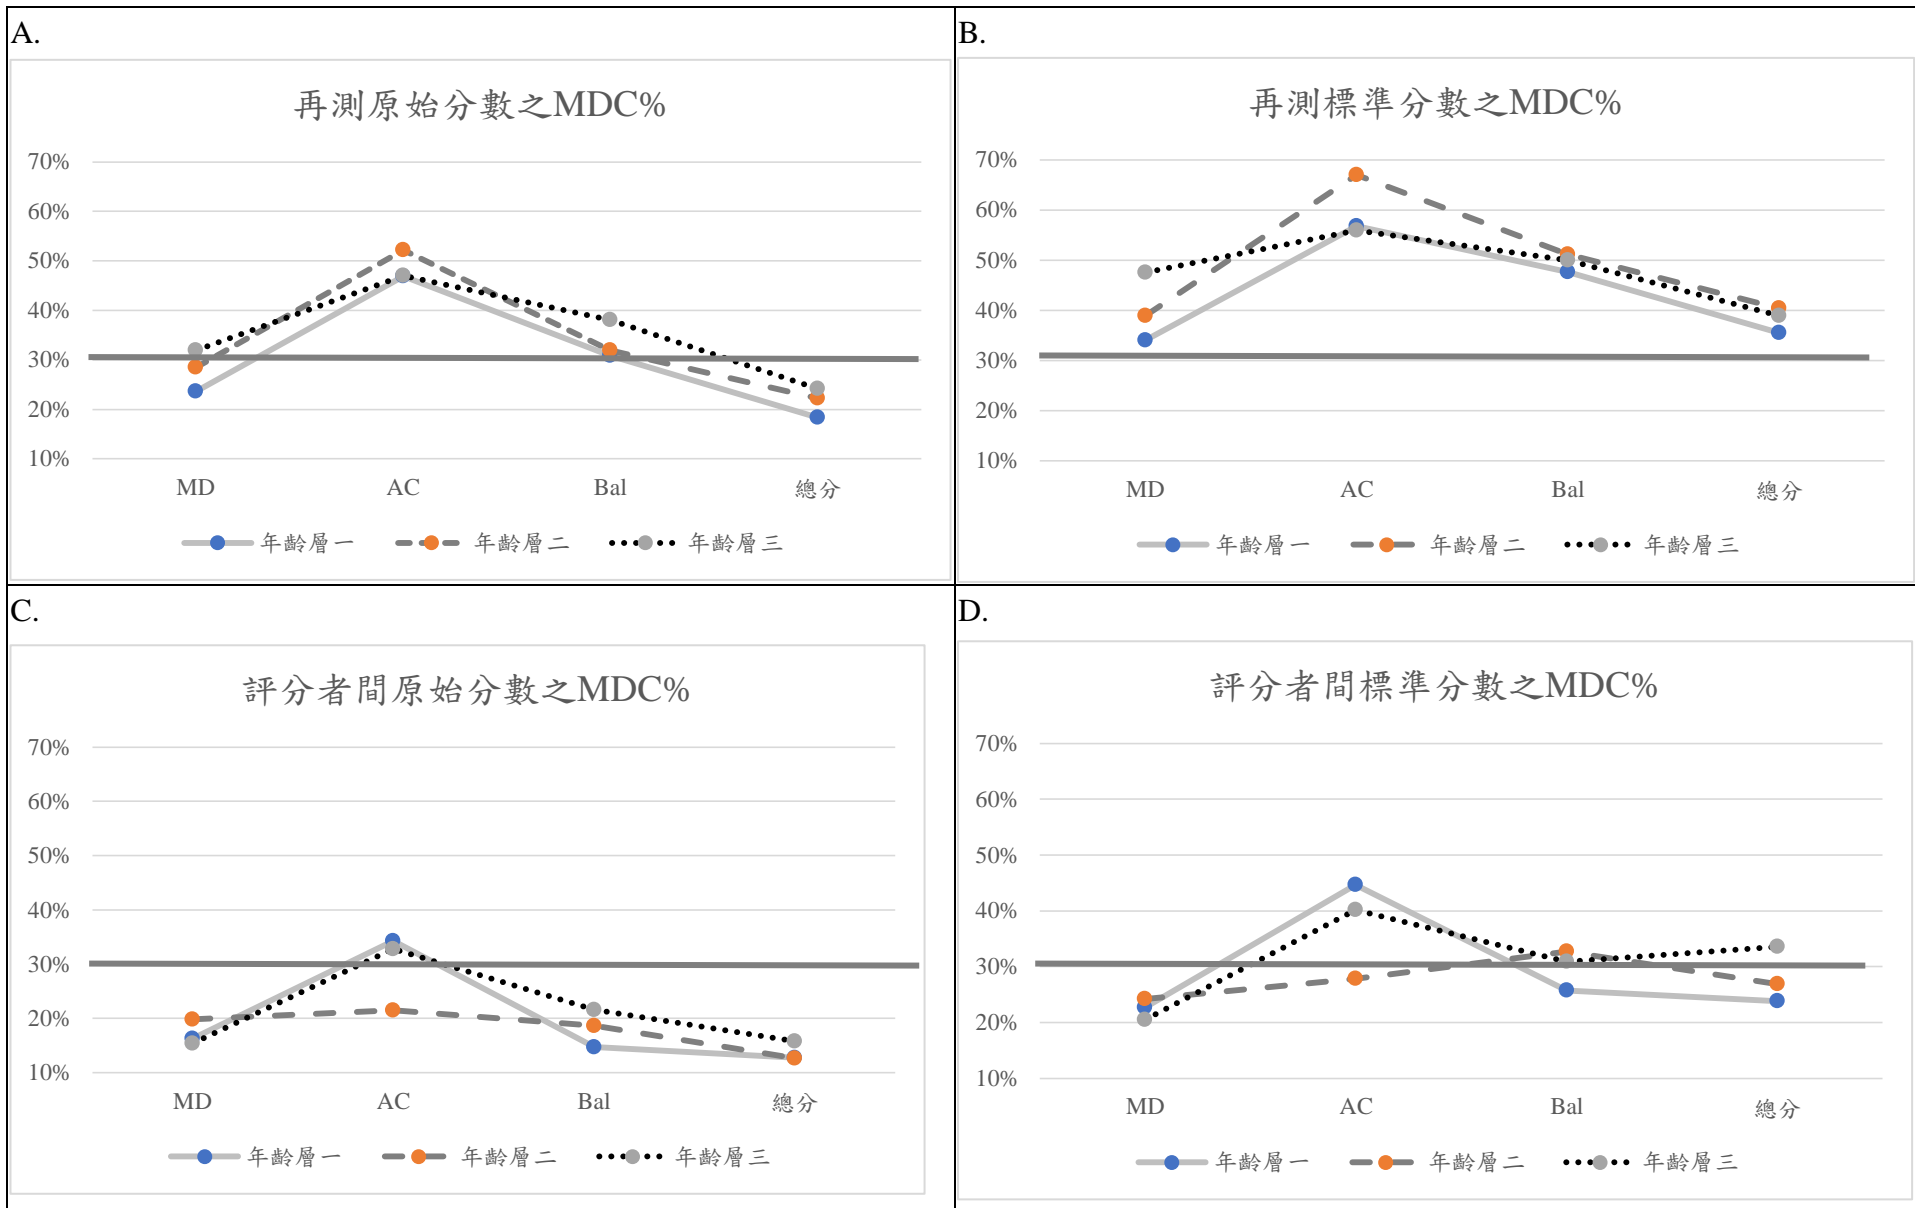 A.
再測原始分數之MDC%
70%
60%
50%
40%
30%
20%
10%
MD AC Bal 總分
年齡層一 年齡層二 年齡層三
B.
再測標準分數之MDC%
70%
60%
50%
40%
30%
20%
10%
MD AC Bal 總分
年齡層一 年齡層二 年齡層三
C.
評分者間原始分數之MDC%
70%
60%
50%
40%
30%
20%
10%
MD AC Bal 總分
年齡層一 年齡層二 年齡層三
D.
評分者間標準分數之MDC%
70%
60%
50%
40%
30%
20%
10%
MD AC Bal 總分
年齡層一 年齡層二 年齡層三